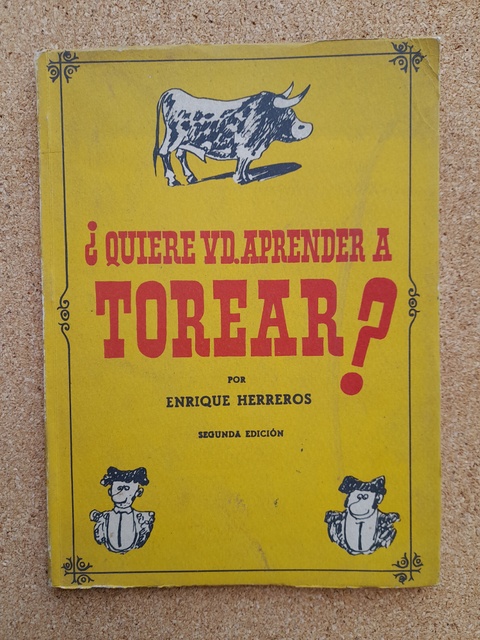 ¿QUIERE VD. APRENDER A
TOREAR?
POR
ENRIQUE HERREROS
SEGUNDA EDICIÓN